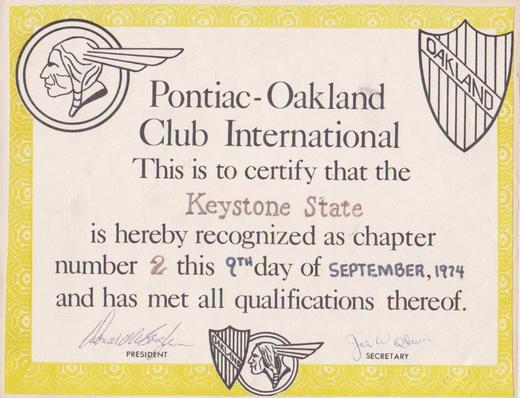 OAKLAND
Pontiac-Oakland
Club International
This is to certify that the
Keystone State
is hereby recognized as chapter
number 2 this 9TH day of SEPTEMBER, 1974
and has met all qualifications thereof.
PRESIDENT
SECRETARY
OAKLAND